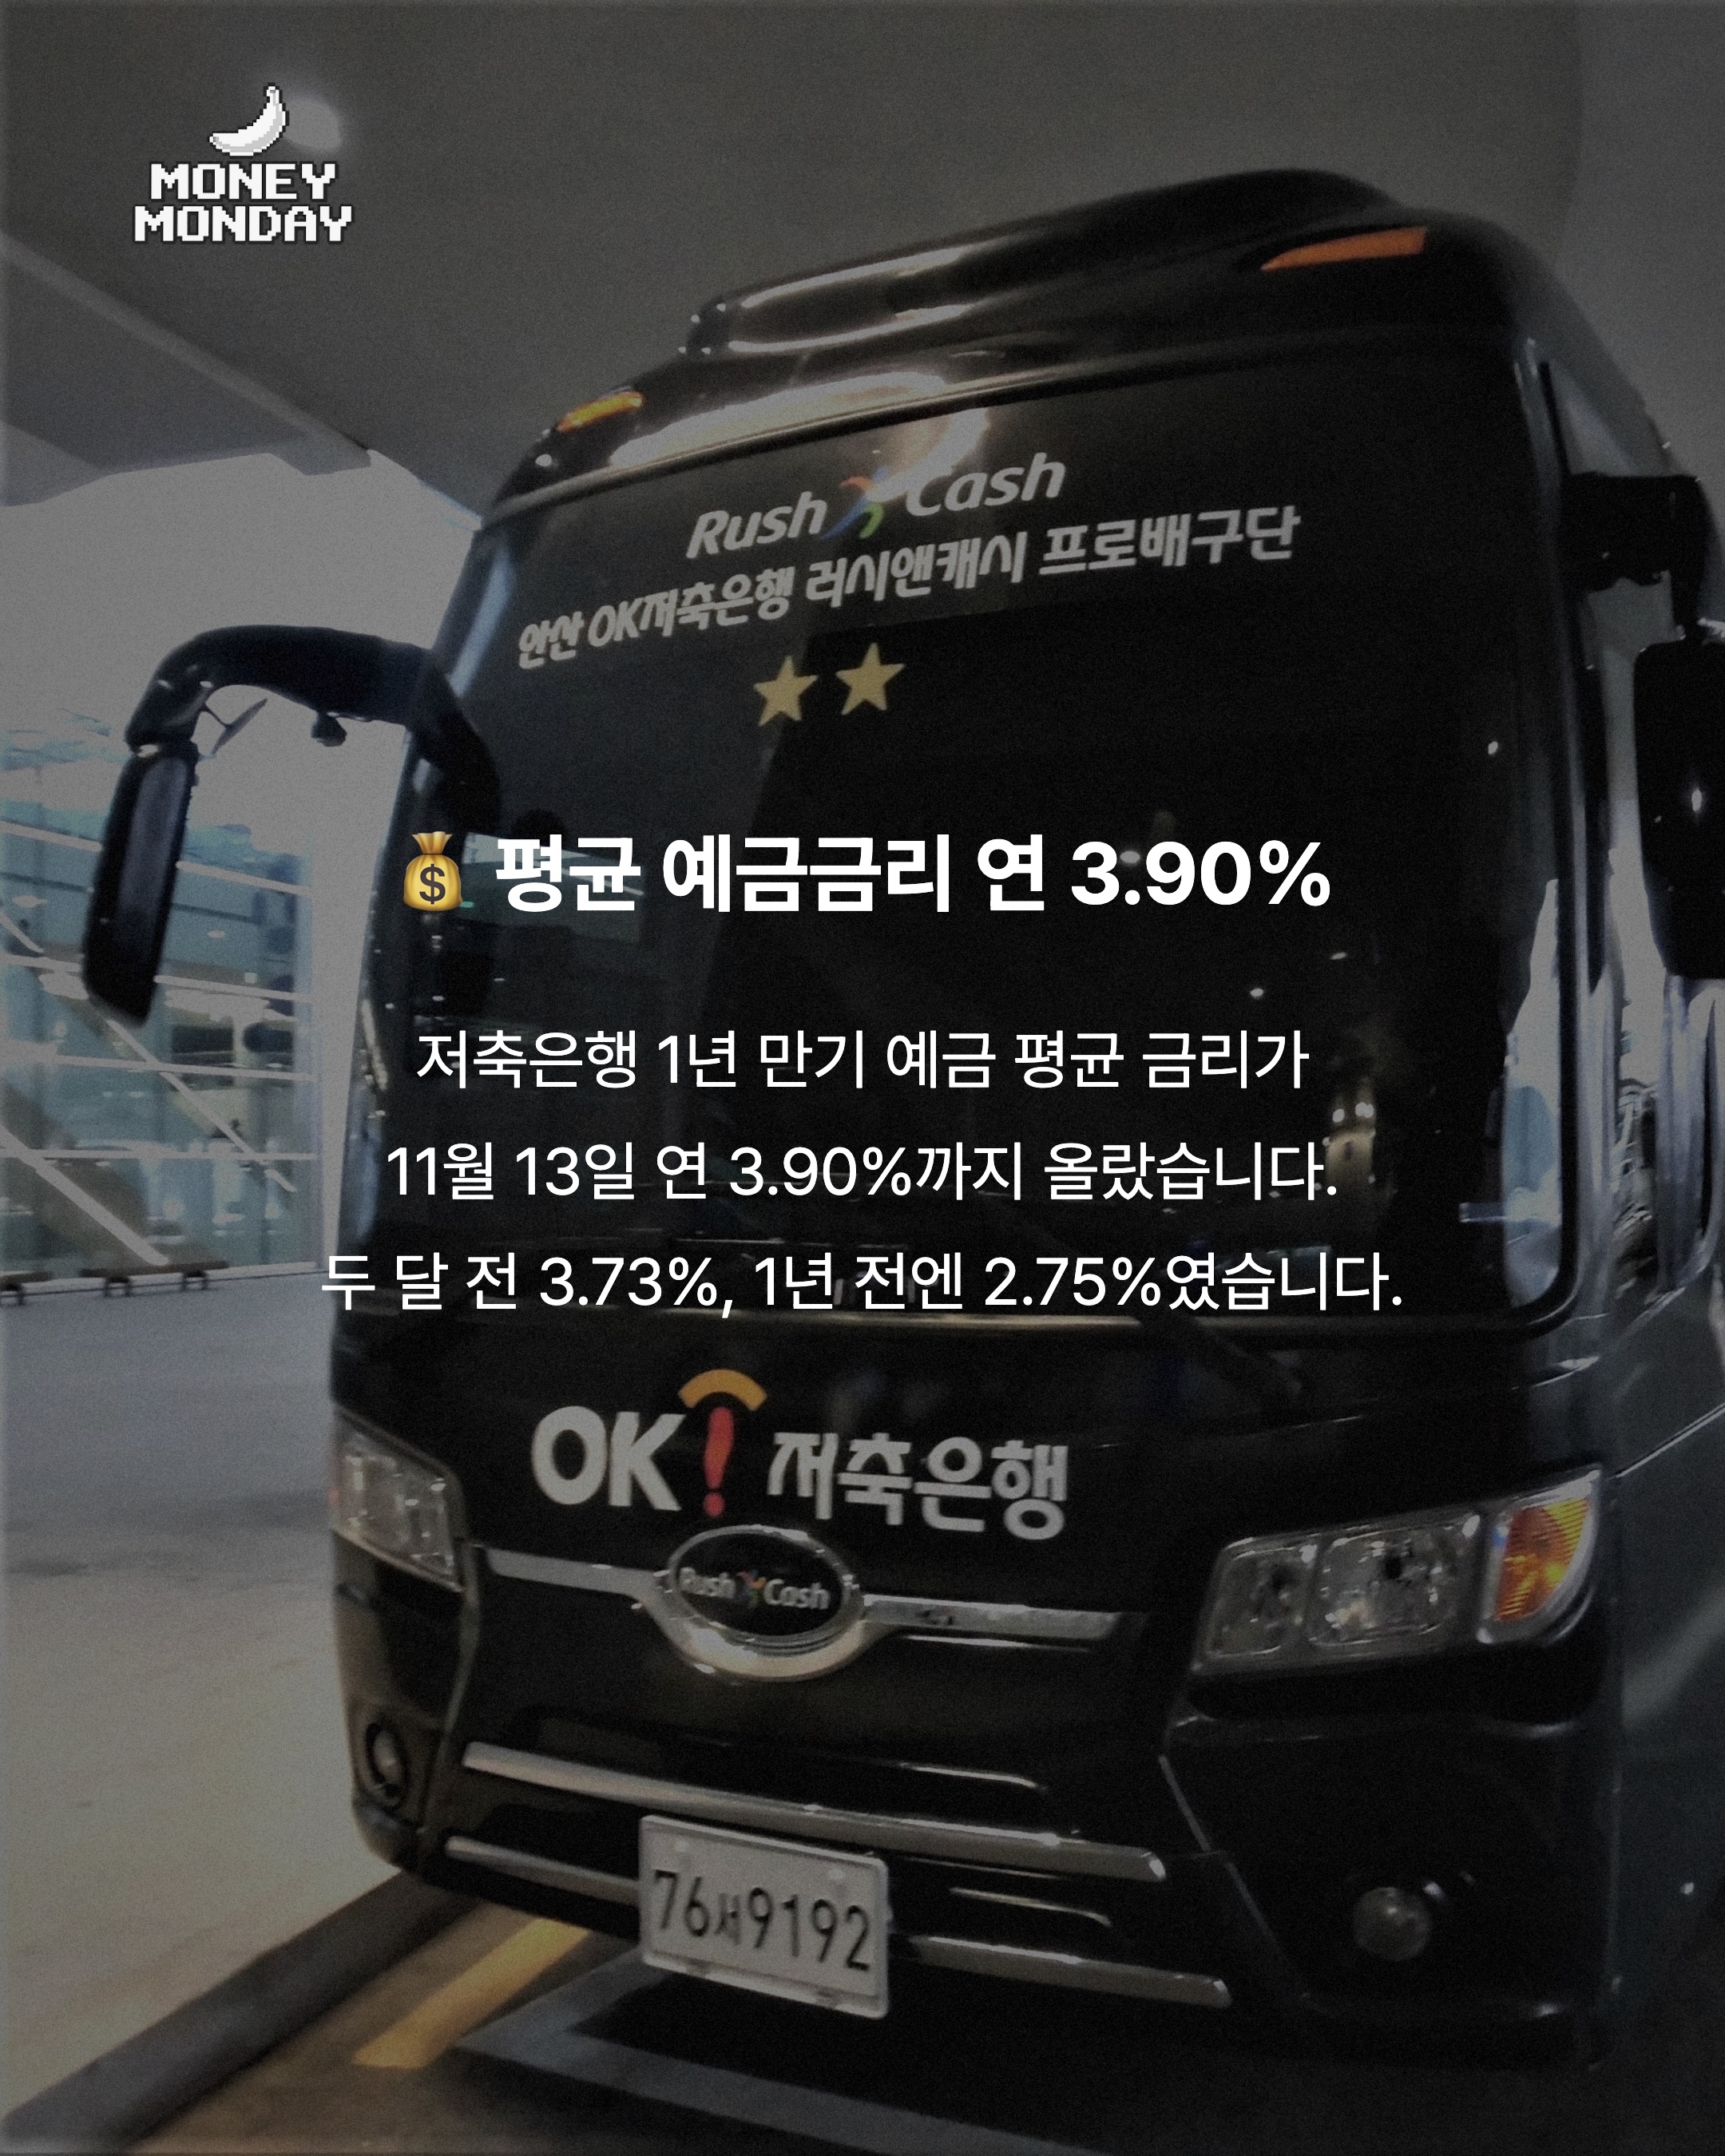 MONEY
MONDAY
Rush Cash
안산 OK저축은행 러시앤캐시 프로배구단
💰 평균 예금금리 연 3.90%
저축은행 1년 만기 예금 평균 금리가
11월 13일 연 3.90%까지 올랐습니다.
두 달 전 3.73%, 1년 전엔 2.75%였습니다.
OK! 저축은행
Rush Cash
76서9192